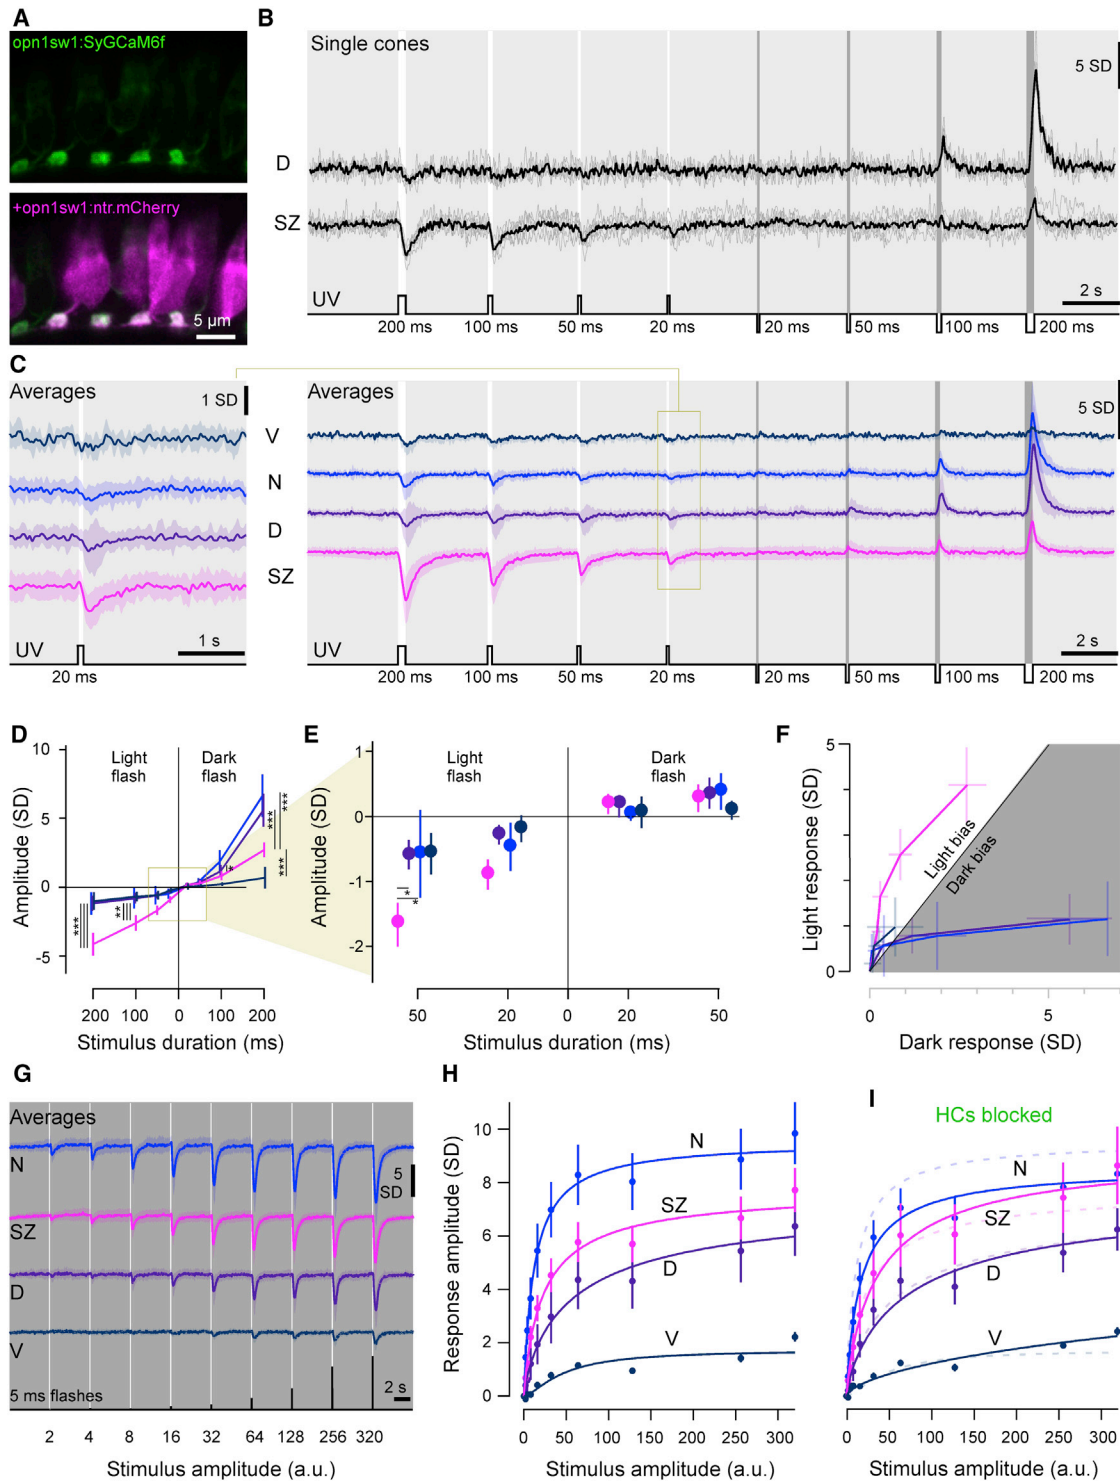 A
opn1sw1:SyGCaM6f
+opn1sw1:ntr.mCherry
5 µm
B
Single cones
5 SD
D
SZ
UV
2 s
200 ms 100 ms 50 ms 20 ms 20 ms 50 ms 100 ms 200 ms
C
Averages
1 SD
V
N
D
SZ
UV
1 s
20 ms
Averages
5 SD
UV
2 s
200 ms 100 ms 50 ms 20 ms 20 ms 50 ms 100 ms 200 ms
D
Light flash
Dark flash
Amplitude (SD)
10
5
0
-5
***
**
*
***
***
***
200 100 0 100 200
Stimulus duration (ms)
E
Light flash
Dark flash
Amplitude (SD)
1
0
-1
-2
*
*
50 20 0 20 50
Stimulus duration (ms)
F
Light response (SD)
5
0
Light bias
Dark bias
0 5
Dark response (SD)
G
Averages
N
SZ
D
V
5 SD
5 ms flashes
2 s
2 4 8 16 32 64 128 256 320
Stimulus amplitude (a.u.)
H
Response amplitude (SD)
10
8
6
4
2
0
N
SZ
D
V
0 50 100 150 200 250 300
Stimulus amplitude (a.u.)
I
HCs blocked
N
SZ
D
V
0 50 100 150 200 250 300
Stimulus amplitude (a.u.)